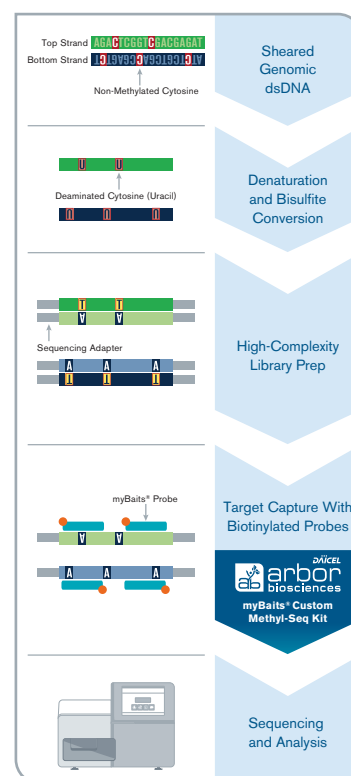 Top Strand AGACTCGGTCGACGAGAT
Bottom Strand
Non-Methylated Cytosine
Sheared
Genomic
dsDNA
U U
Deaminated Cytosine (Uracil)
U U U
Denaturation
and Bisulfite
Conversion
T T
A A
Sequencing Adapter
A A A
T T T
High-Complexity
Library Prep
myBaits® Probe
A A
A A A
Target Capture With
Biotinylated Probes
DAICEL
ab arbor
biosciences
myBaits® Custom
Methyl-Seq Kit
Sequencing
and Analysis